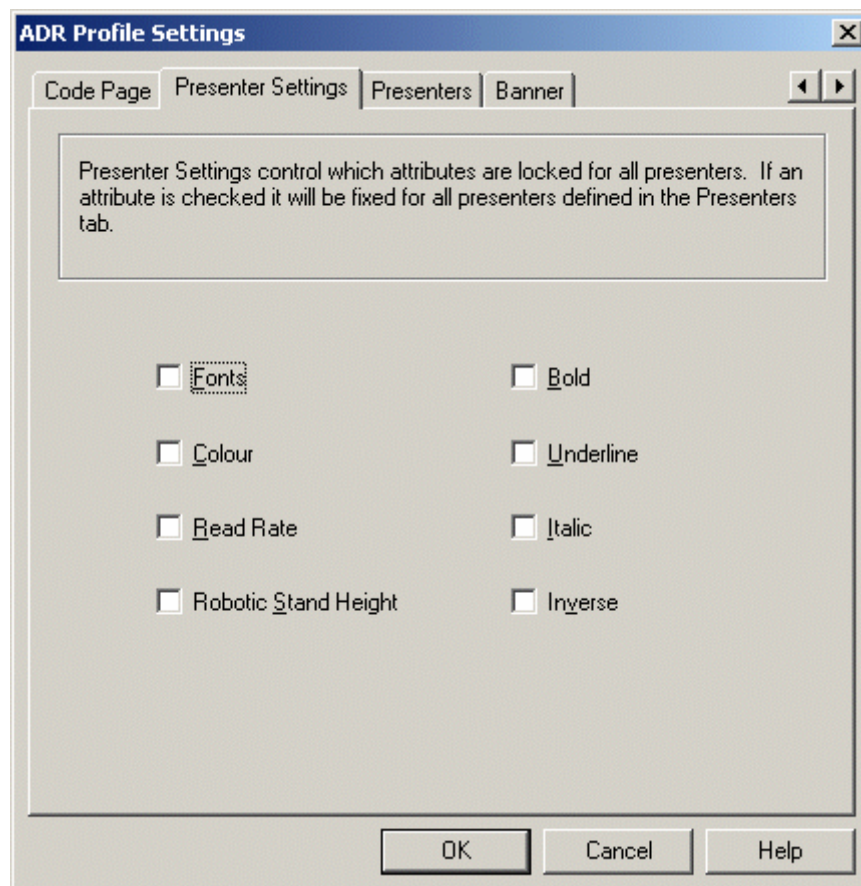 ADR Profile Settings
Code Page Presenter Settings Presenters Banner
Presenter Settings control which attributes are locked for all presenters. If an
attribute is checked it will be fixed for all presenters defined in the Presenters
tab.
Fonts Bold
Colour Underline
Read Rate Italic
Robotic Stand Height Inverse
OK Cancel Help